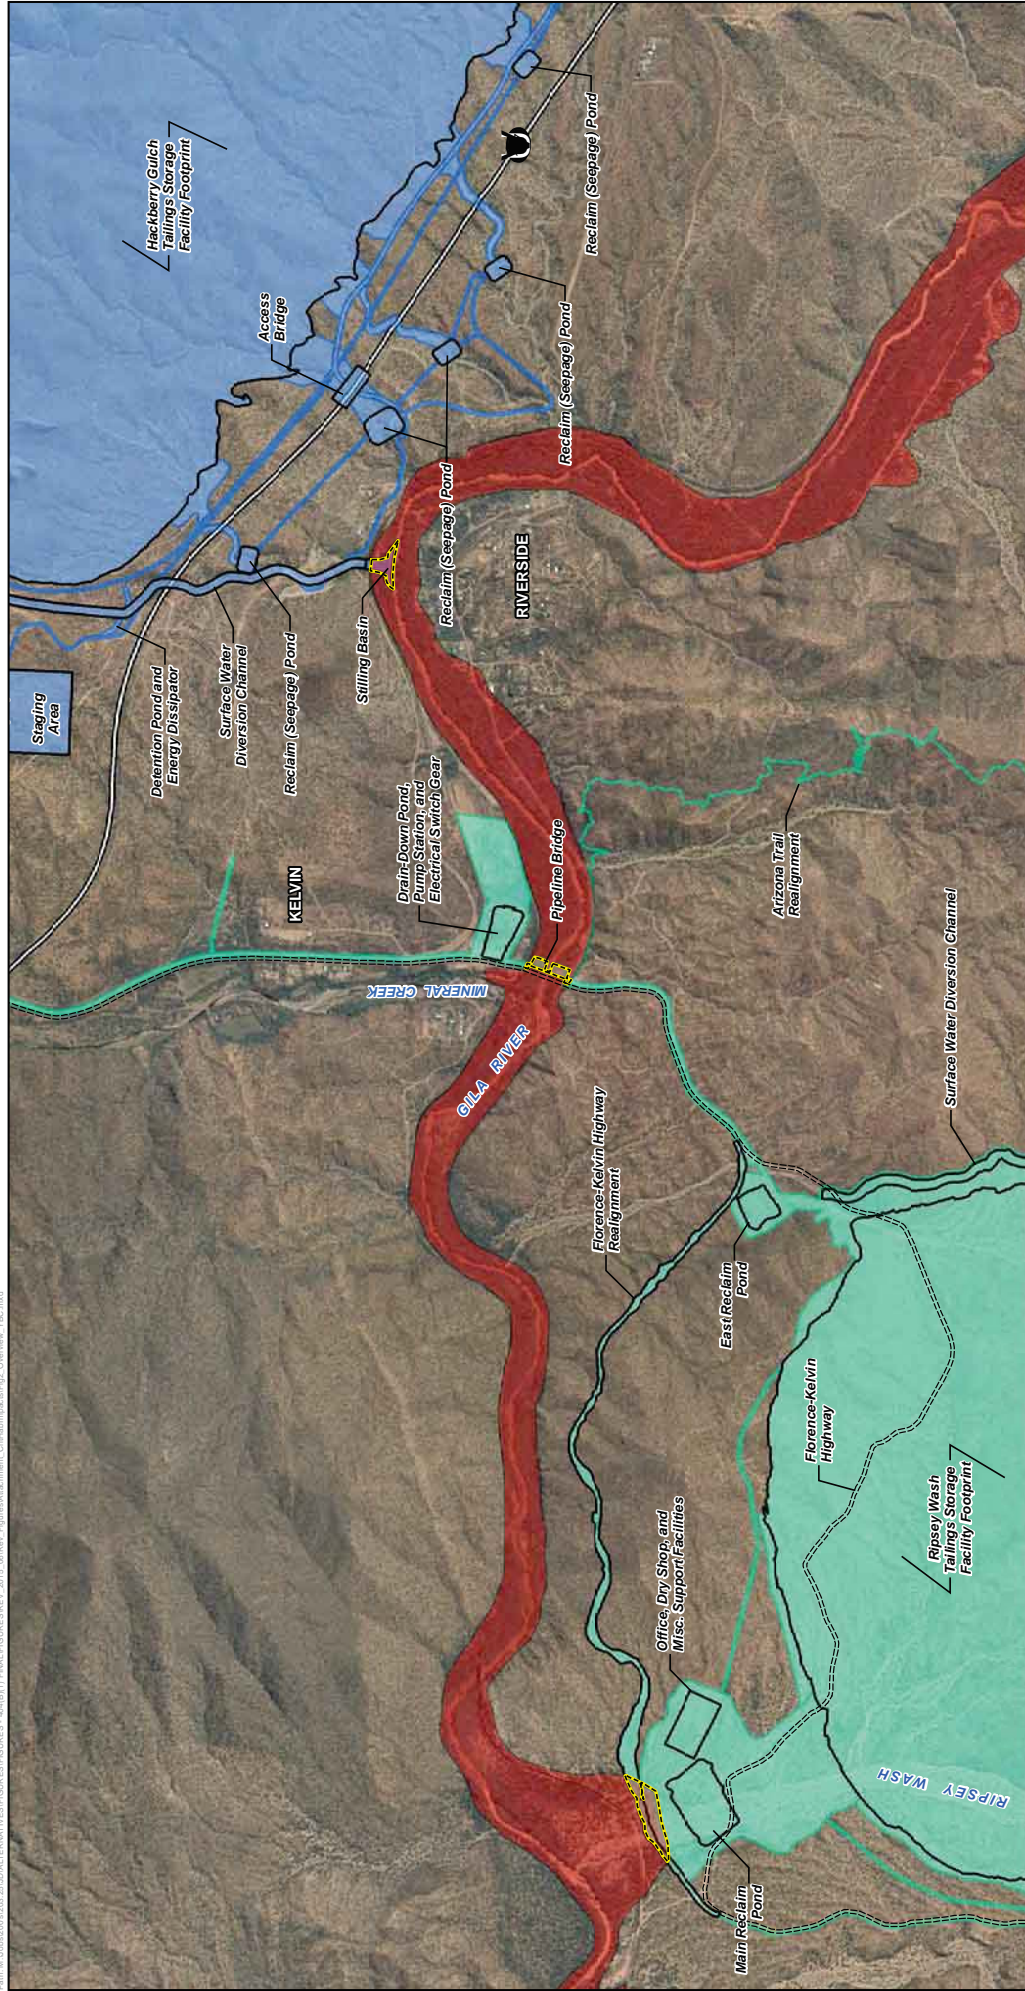 Hackberry Gulch
Tailings Storage
Facility Footprint
Access
Bridge
Reclaim (Seepage) Pond
Reclaim (Seepage) Pond
Reclaim (Seepage) Pond
Staging
Area
Detention Pond and
Energy Dissipator
Surface Water
Diversion Channel
Reclaim (Seepage) Pond
Stilling Basin
RIVERSIDE
KELVIN
Drain-Down Pond,
Pump Station, and
Electrical Switch Gear
Pipeline Bridge
Arizona Trail
Realignment
MINERAL CREEK
GILA RIVER
Surface Water Diversion Channel
Florence-Kelvin Highway
Realignment
East Reclaim
Pond
Florence-Kelvin
Highway
Ripsey Wash
Tailings Storage
Facility Footprint
Office, Dry Shop, and
Misc. Support Facilities
RIPSEY WASH
Main Reclaim
Pond